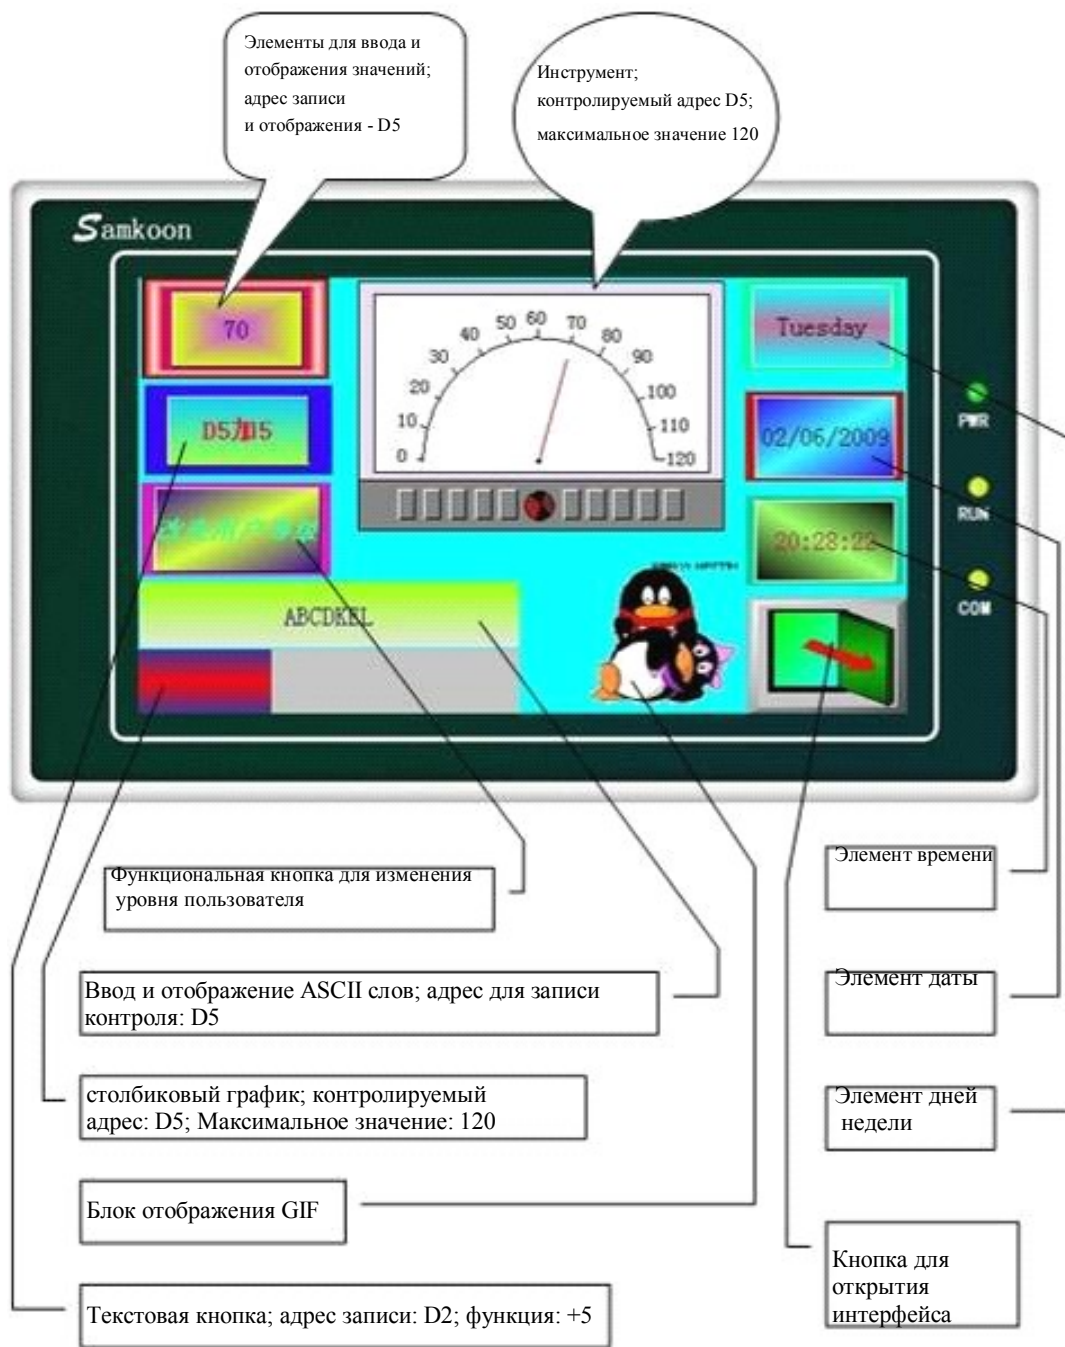 Элементы для ввода и
отображения значений;
адрес записи
и отображения - D5
Инструмент;
контролируемый адрес D5;
максимальное значение 120
Samkoon
70
D5加5
0
10
20
30
40
50
60
70
80
90
100
110
120
Tuesday
02/06/2009
20:28:22
ABCDKEL
PWR
RUN
COM
Функциональная кнопка для изменения
уровня пользователя
Ввод и отображение ASCII слов; адрес для записи
контроля: D5
столбиковый график; контролируемый
адрес: D5; Максимальное значение: 120
Блок отображения GIF
Текстовая кнопка; адрес записи: D2; функция: +5
Элемент времени
Элемент даты
Элемент дней
недели
Кнопка для
открытия
интерфейса